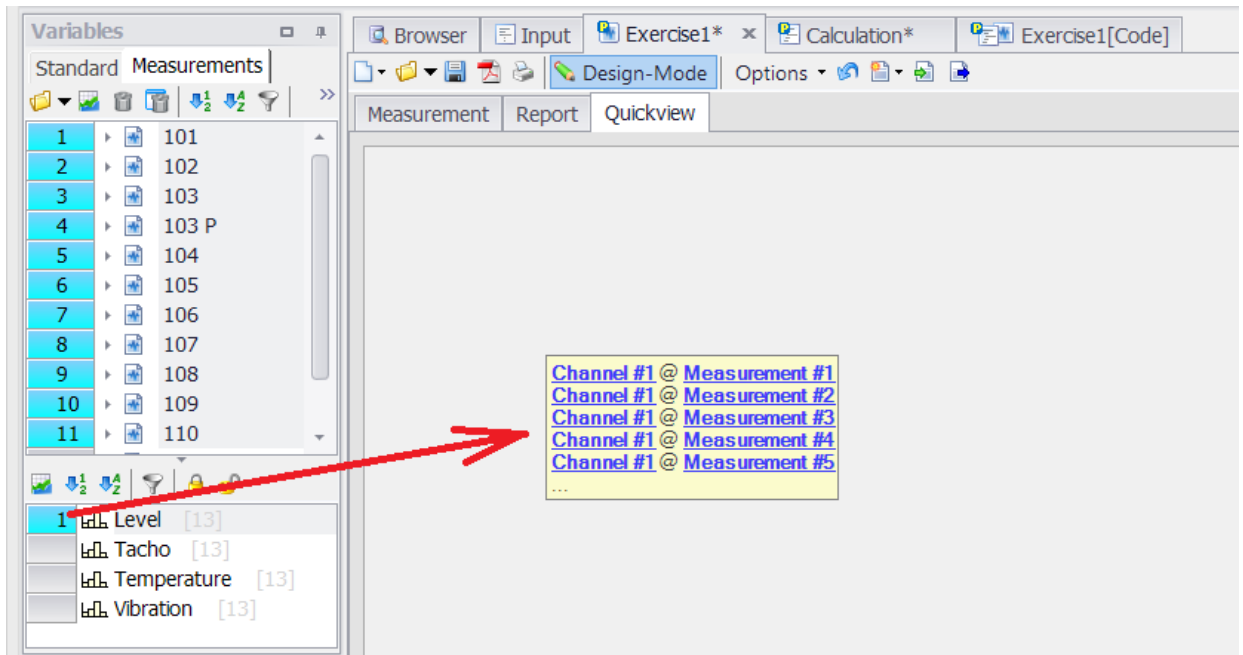 Variables
Standard Measurements
1 101
2 102
3 103
4 103 P
5 104
6 105
7 106
8 107
9 108
10 109
11 110
1 Level [13]
Tacho [13]
Temperature [13]
Vibration [13]
Browser Input Exercise1* Calculation* Exercise1[Code]
Design-Mode Options
Measurement Report Quickview
Channel #1 @ Measurement #1
Channel #1 @ Measurement #2
Channel #1 @ Measurement #3
Channel #1 @ Measurement #4
Channel #1 @ Measurement #5
...